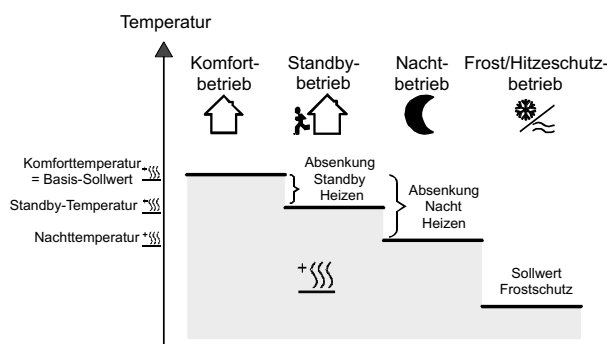 Temperatur
Komfort-
betrieb
Standby-
betrieb
Nacht-
betrieb
Frost/Hitzeschutz-
betrieb
Komforttemperatur
= Basis-Sollwert
Standby-Temperatur
Nachttemperatur
Absenkung
Standby
Heizen
Absenkung
Nacht
Heizen
Sollwert
Frostschutz